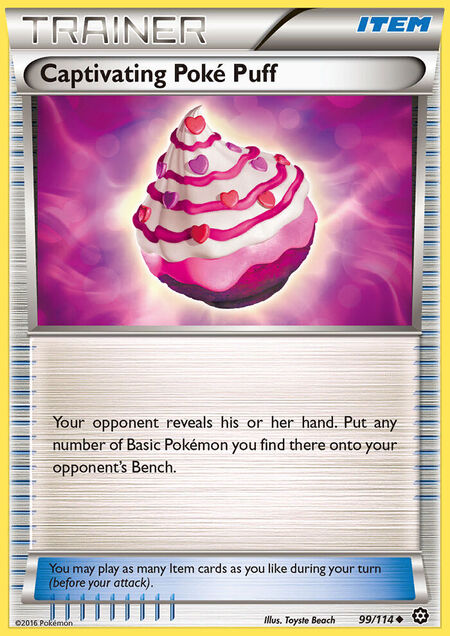 TRAINER
ITEM
Captivating Poké Puff
Your opponent reveals his or her hand. Put any
number of Basic Pokémon you find there onto your
opponent's Bench.
You may play as many Item cards as you like during your turn
(before your attack).
©2016 Pokémon
Illus. Toyste Beach
99/114